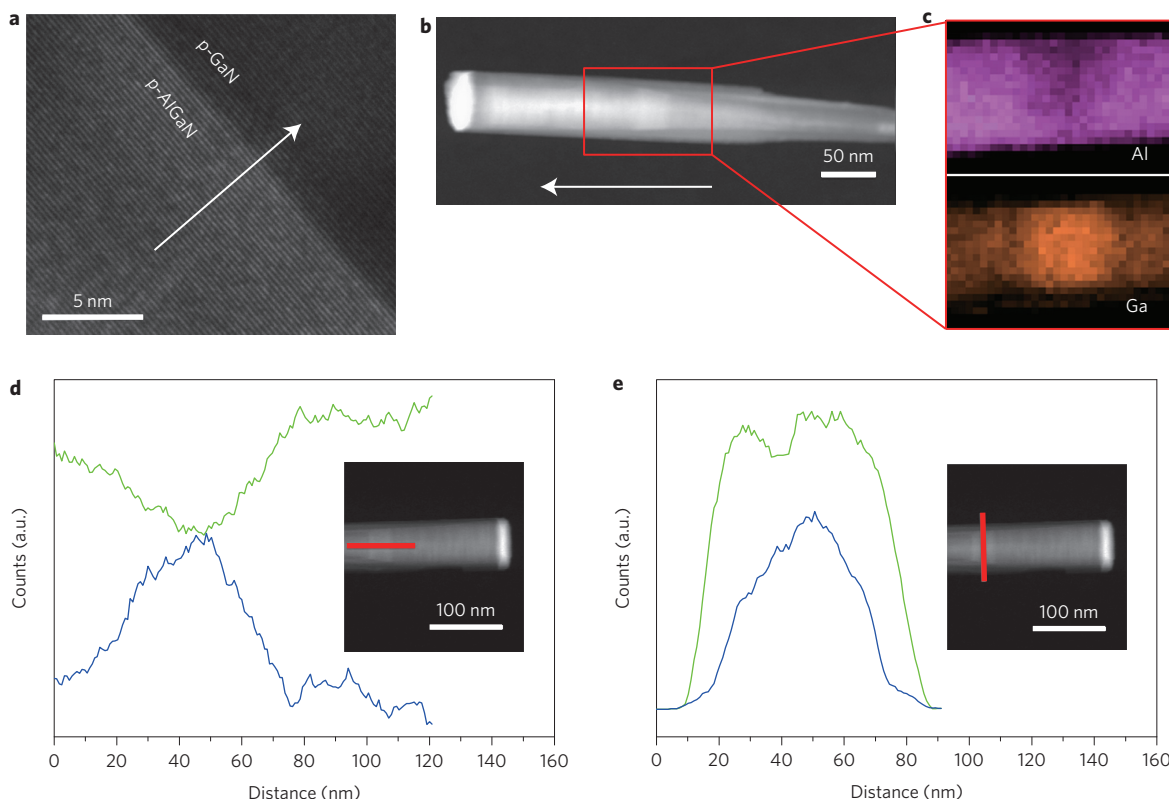 a
p-GaN
p-AlGaN
5 nm
b
50 nm
c
Al
Ga
d
Counts (a.u.)
100 nm
0 20 40 60 80 100 120 140 160
Distance (nm)
e
Counts (a.u.)
100 nm
0 20 40 60 80 100 120 140 160
Distance (nm)